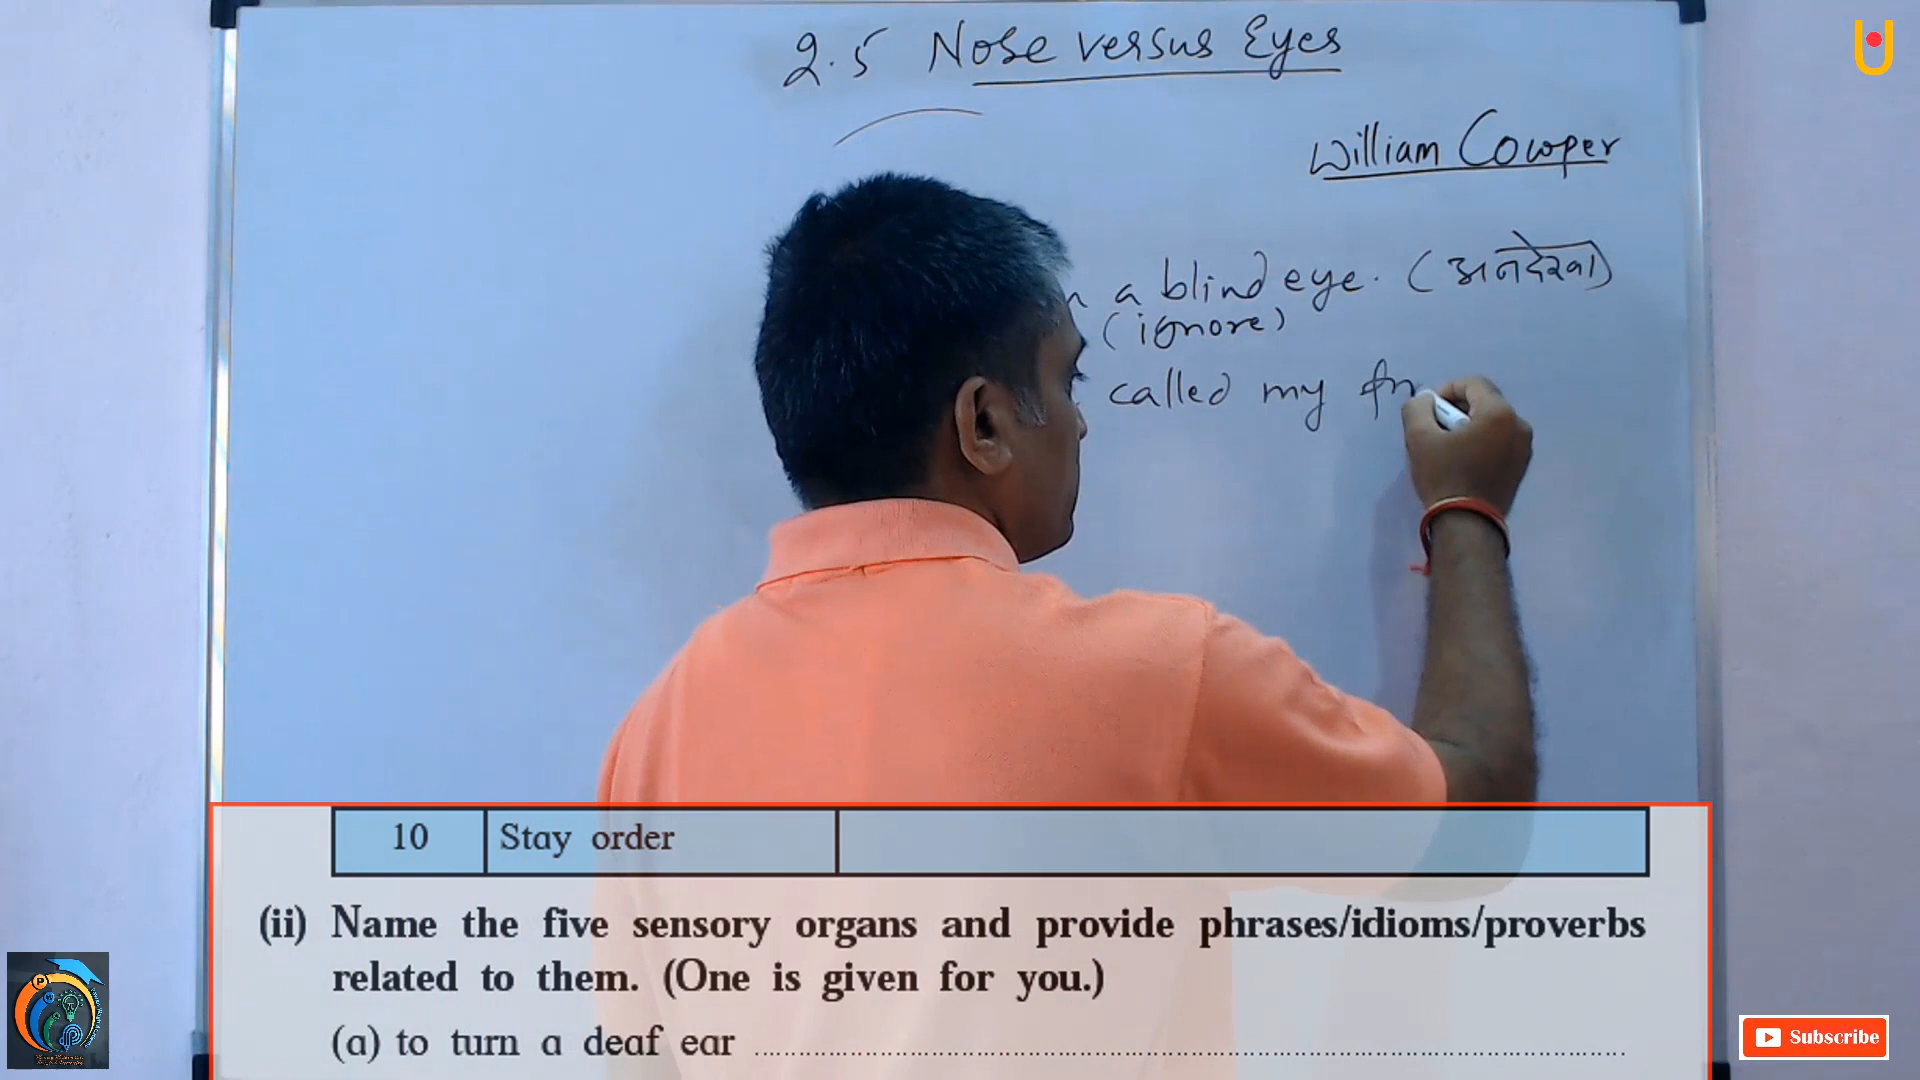 2.5 Nose versus Eyes
William Cowper
a blind eye. (अनदेखा)
(ignore)
called my
10 Stay order
(ii) Name the five sensory organs and provide phrases/idioms/proverbs
related to them. (One is given for you.)
(a) to turn a deaf ear
Subscribe